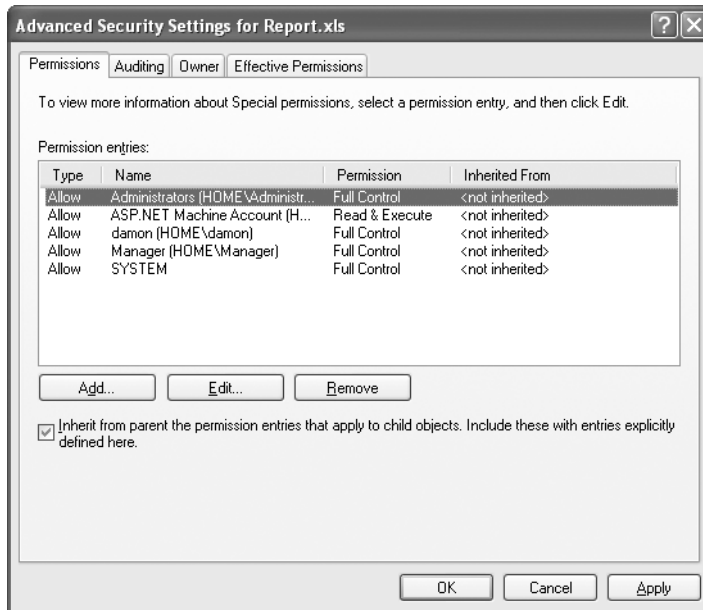 Advanced Security Settings for Report.xls
Permissions Auditing Owner Effective Permissions
To view more information about Special permissions, select a permission entry, and then click Edit.
Permission entries:
Type Name Permission Inherited From
Allow Administrators (HOME\Administr... Full Control <not inherited>
Allow ASP.NET Machine Account (H... Read & Execute <not inherited>
Allow damon (HOME\damon) Full Control <not inherited>
Allow Manager (HOME\Manager) Full Control <not inherited>
Allow SYSTEM Full Control <not inherited>
Add... Edit... Remove
Inherit from parent the permission entries that apply to child objects. Include these with entries explicitly
defined here.
OK Cancel Apply